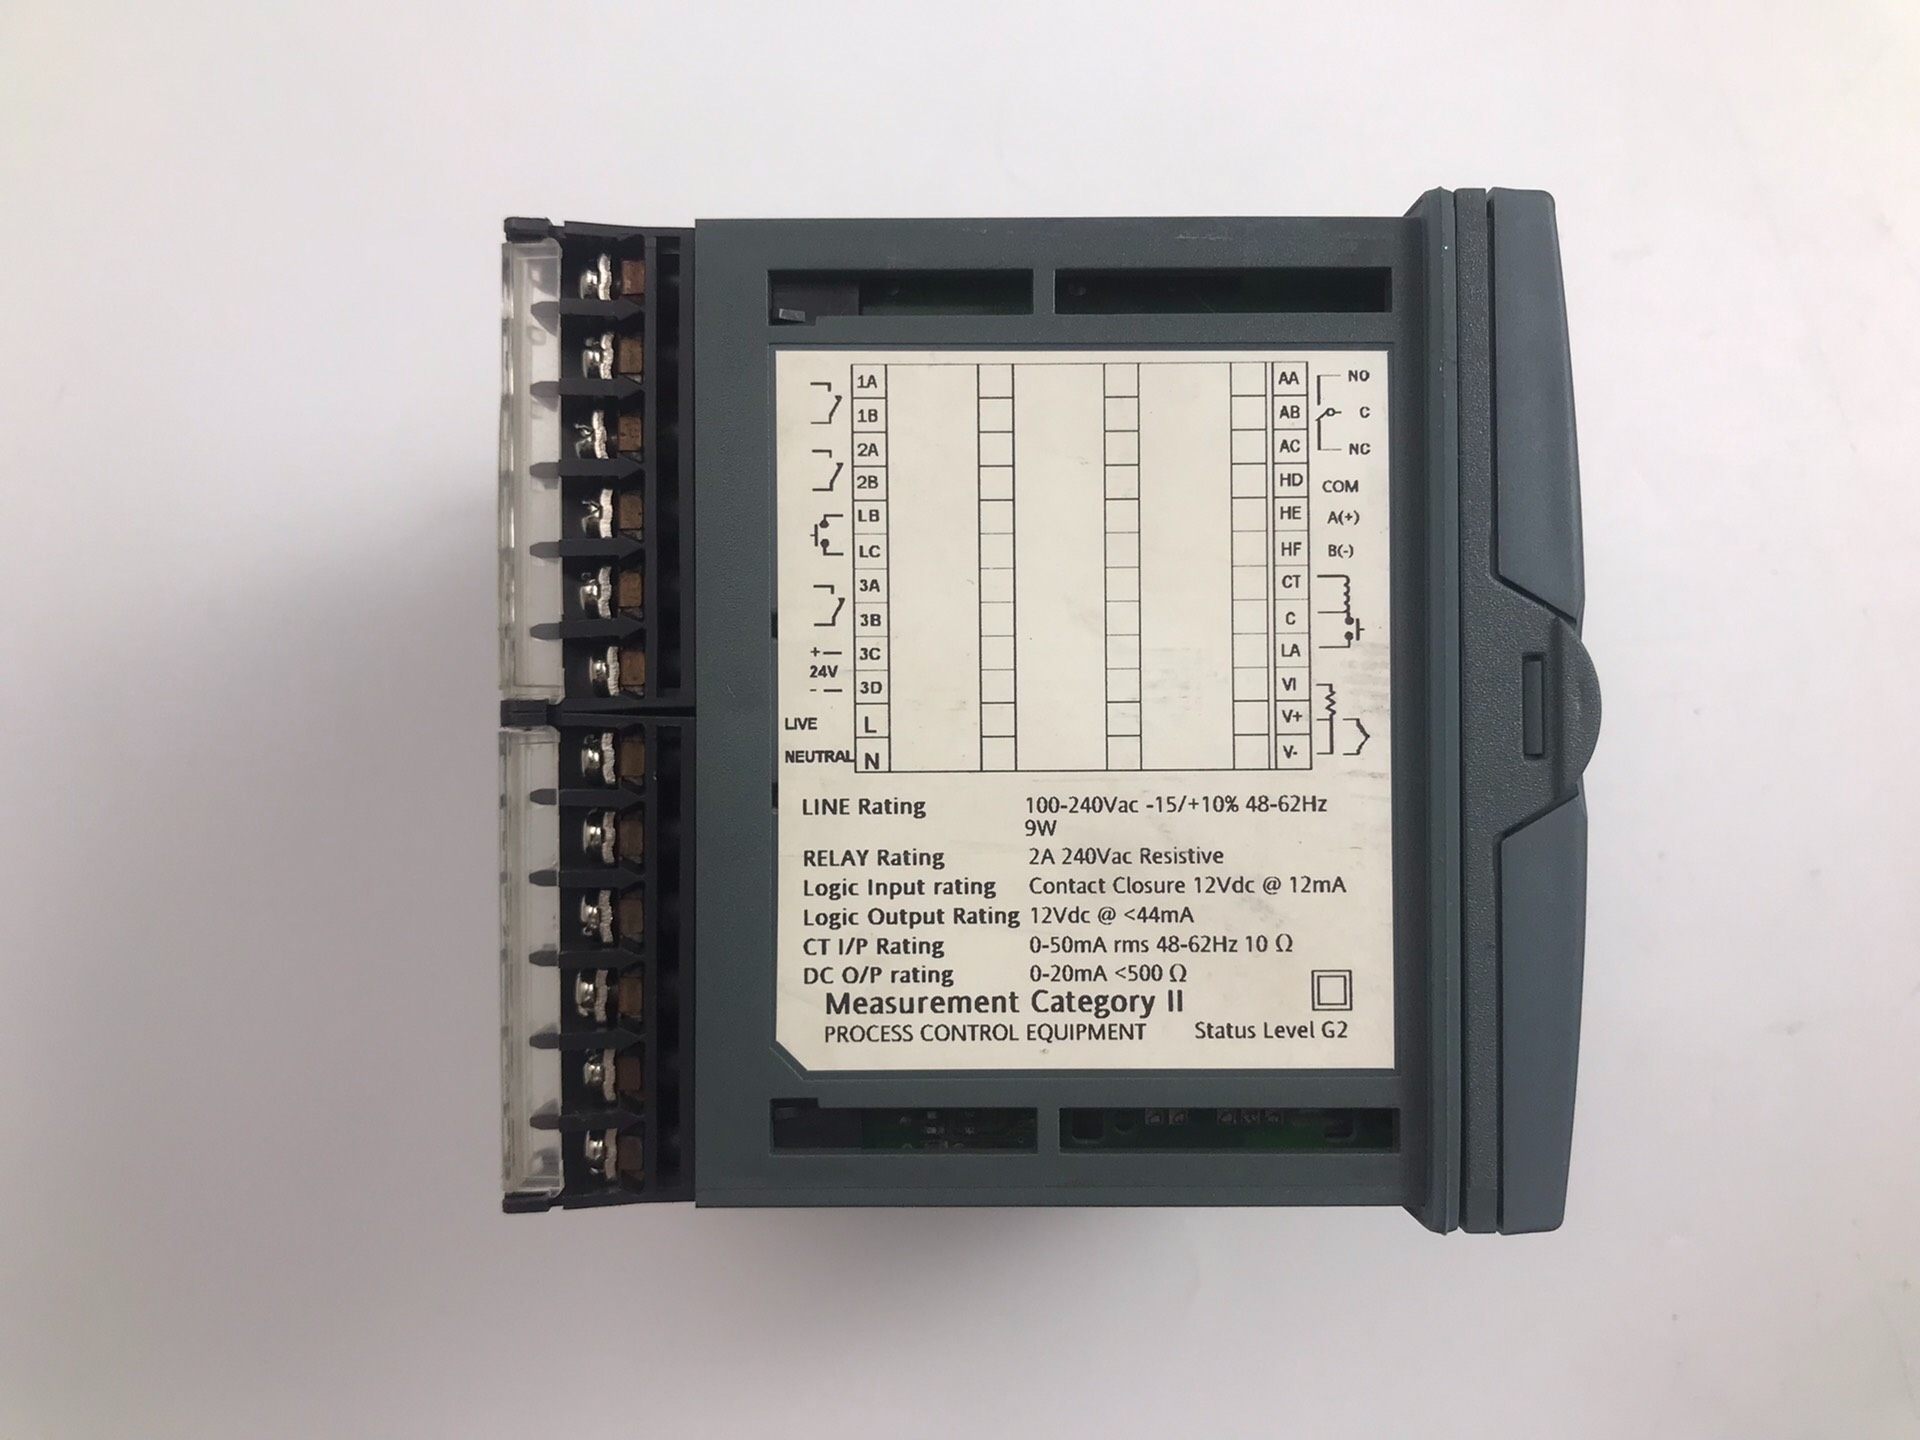 1A AA NO
1B AB C
2A AC NC
2B HD COM
LB HE A(+)
LC HF B(-)
3A CT
3B C
+ 3C LA
24V
- 3D VI
LIVE L V+
NEUTRAL N V-
LINE Rating 100-240Vac -15/+10% 48-62Hz
9W
RELAY Rating 2A 240Vac Resistive
Logic Input rating Contact Closure 12Vdc @ 12mA
Logic Output Rating 12Vdc @ <44mA
CT I/P Rating 0-50mA rms 48-62Hz 10 Ω
DC O/P rating 0-20mA <500 Ω
Measurement Category II
PROCESS CONTROL EQUIPMENT Status Level G2